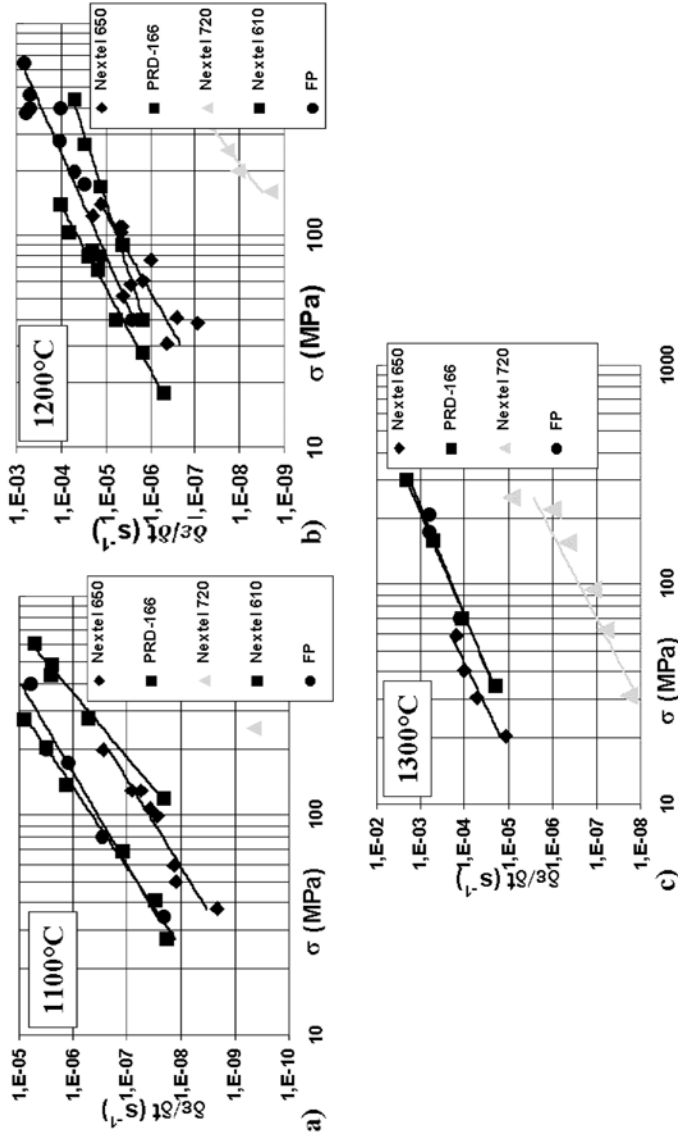 1100°C
δε/δt (s⁻¹)
1,E-05
1,E-06
1,E-07
1,E-08
1,E-09
1,E-10
10
100
σ (MPa)
Nextel 650
PRD-166
Nextel 720
Nextel 610
FP
a)
1200°C
δε/δt (s⁻¹)
1,E-03
1,E-04
1,E-05
1,E-06
1,E-07
1,E-08
1,E-09
10
100
σ (MPa)
Nextel 650
PRD-166
Nextel 720
Nextel 610
FP
b)
1300°C
δε/δt (s⁻¹)
1,E-02
1,E-03
1,E-04
1,E-05
1,E-06
1,E-07
1,E-08
10
100
1000
σ (MPa)
Nextel 650
PRD-166
Nextel 720
FP
c)